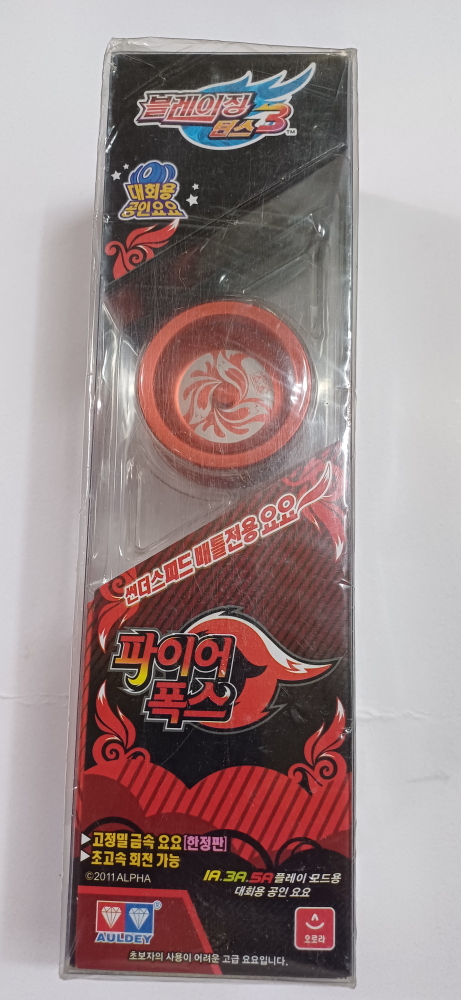 블레이징
틴스3™
대회용
공인요요
썬더스피드 배틀전용 요요
파이어
폭스
고정밀 금속 요요 [한정판]
초고속 회전 가능
©2011 ALPHA
1A.3A.5A 플레이 모드용
대회용 공인 요요
AULDEY®
오로라
초보자의 사용이 어려운 고급 요요입니다.